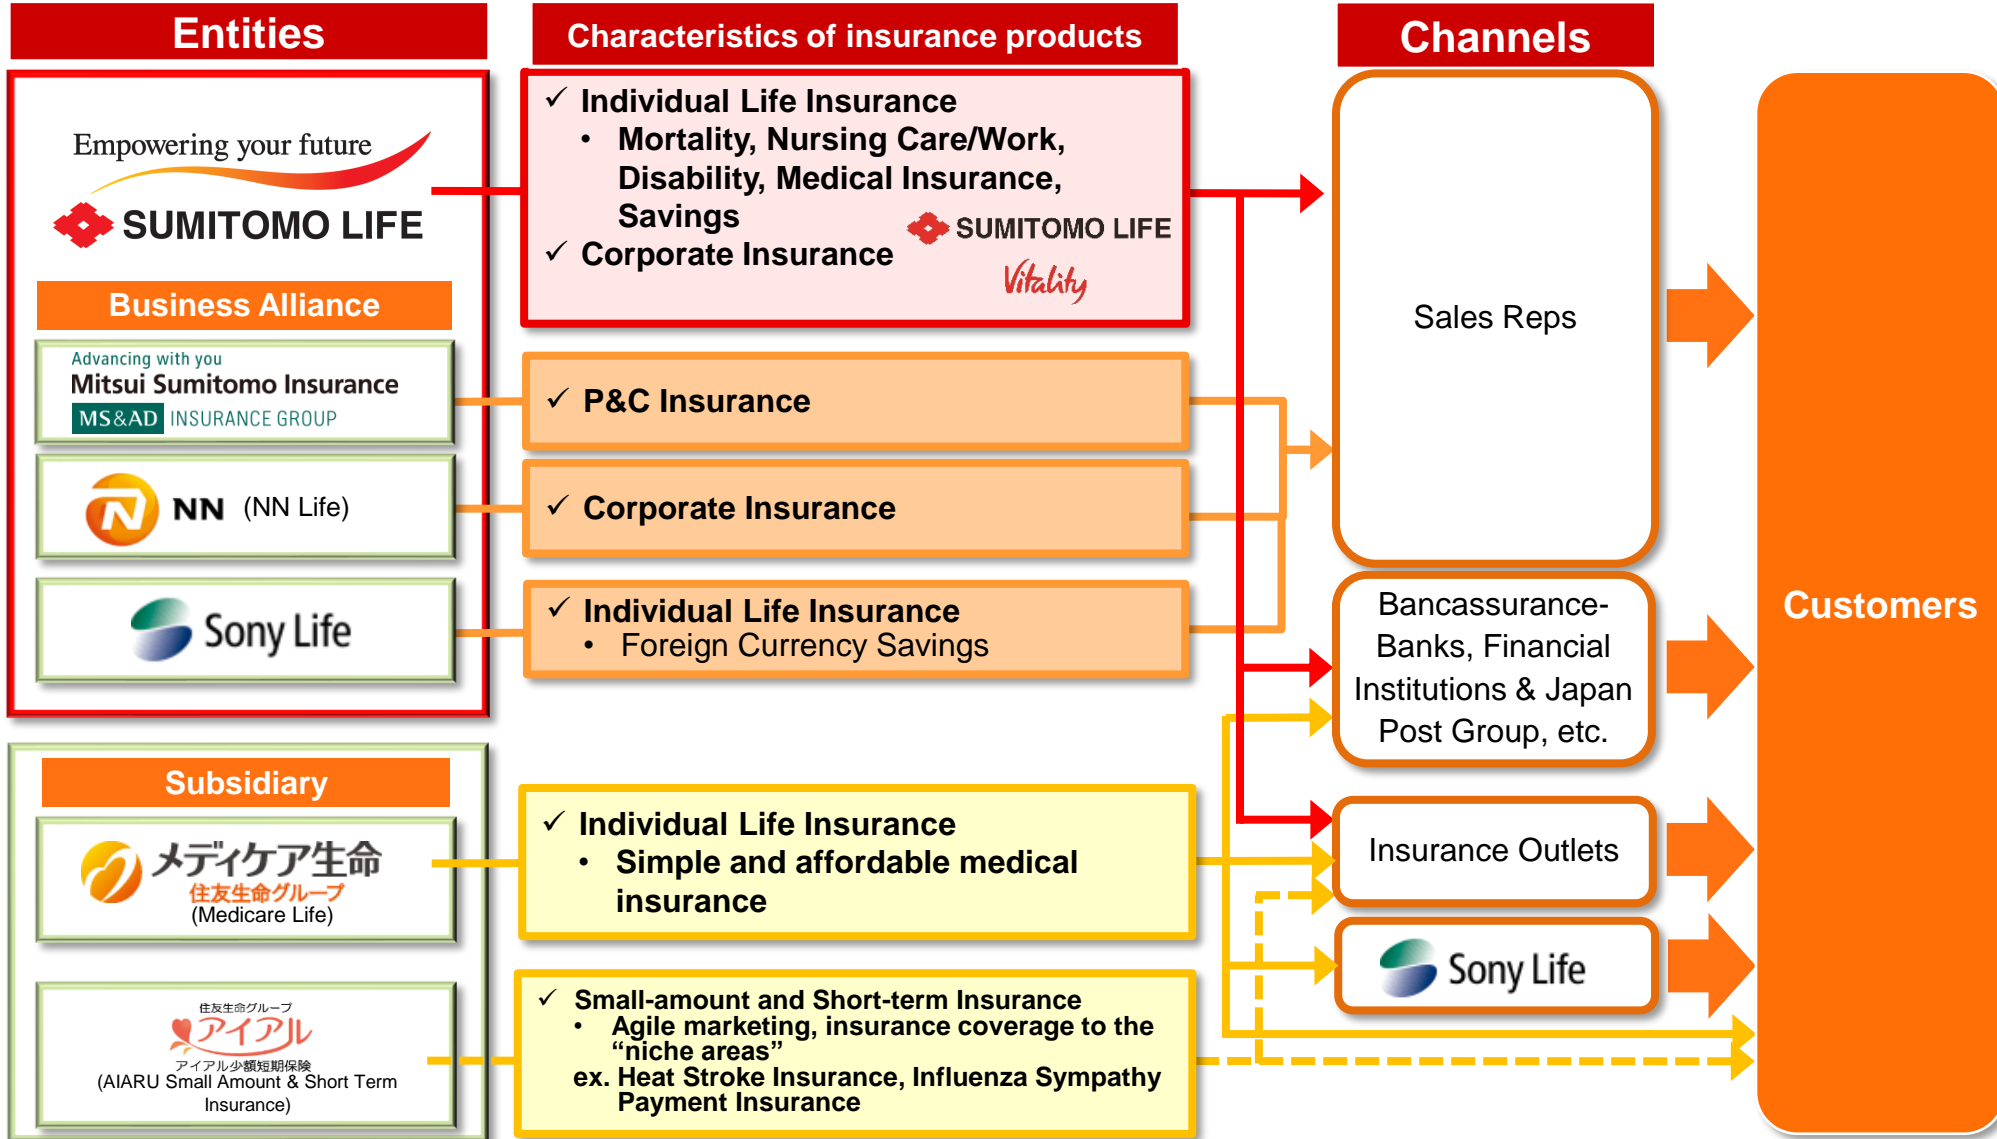 Entities
Characteristics of insurance products
Channels
Empowering your future
SUMITOMO LIFE
✓ Individual Life Insurance
• Mortality, Nursing Care/Work,
Disability, Medical Insurance,
Savings
✓ Corporate Insurance
SUMITOMO LIFE
Vitality
Business Alliance
Advancing with you
Mitsui Sumitomo Insurance
MS&AD INSURANCE GROUP
✓ P&C Insurance
NN (NN Life)
✓ Corporate Insurance
Sony Life
✓ Individual Life Insurance
• Foreign Currency Savings
Sales Reps
Bancassurance-
Banks, Financial
Institutions & Japan
Post Group, etc.
Customers
Subsidiary
メディケア生命
住友生命グループ
(Medicare Life)
✓ Individual Life Insurance
• Simple and affordable medical
insurance
Insurance Outlets
Sony Life
住友生命グループ
アイアル
アイアル少額短期保険
(AIARU Small Amount & Short Term
Insurance)
✓ Small-amount and Short-term Insurance
• Agile marketing, insurance coverage to the
“niche areas”
ex. Heat Stroke Insurance, Influenza Sympathy
Payment Insurance